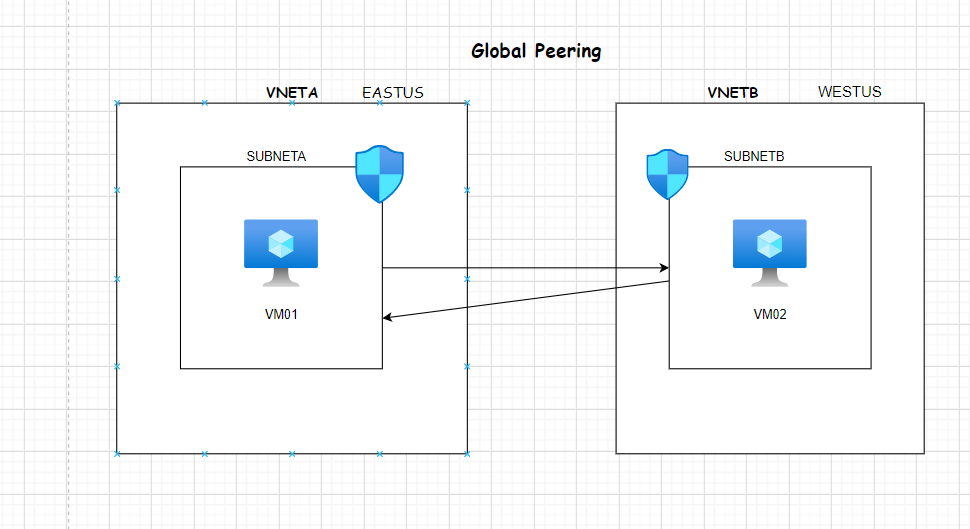 Global Peering
VNETA EASTUS
VNETB WESTUS
SUBNETA
SUBNETB
VM01
VM02